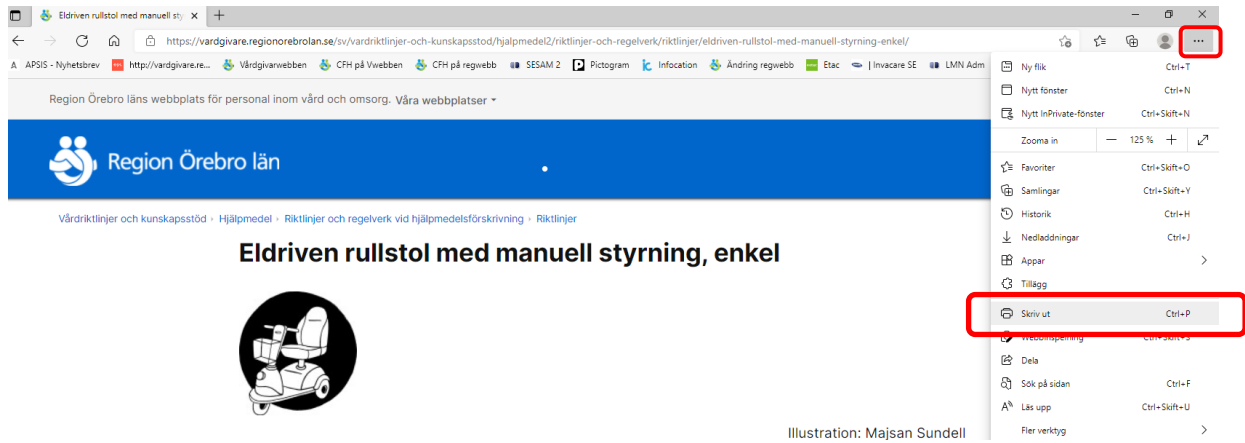 Eldriven rullstol med manuell sty
https://vardgivare.regionorebrolan.se/sv/vardriktlinjer-och-kunskapsstod/hjalpmedel2/riktlinjer-och-regelverk/riktlinjer/eldriven-rullstol-med-manuell-styrning-enkel/
A APSIS - Nyhetsbrev http://vardgivare.re... Vårdgivarwebben CFH på Vwebben CFH på regwebb SESAM 2 Pictogram Infocation Ändring regwebb Etac | Invacare SE LMN Adm
Region Örebro läns webbplats för personal inom vård och omsorg. Våra webbplatser
Region Örebro län
Vårdriktlinjer och kunskapsstöd › Hjälpmedel › Riktlinjer och regelverk vid hjälpmedelsförskrivning › Riktlinjer
Eldriven rullstol med manuell styrning, enkel
Illustration: Majsan Sundell
Ny flik Ctrl+T
Nytt fönster Ctrl+N
Nytt InPrivate-fönster Ctrl+Skift+N
Zooma in — 125 % +
Favoriter Ctrl+Skift+O
Samlingar Ctrl+Skift+Y
Historik Ctrl+H
Nedladdningar Ctrl+J
Appar
Tillägg
Skriv ut Ctrl+P
Webbinspelning Ctrl+Skift+S
Dela
Sök på sidan Ctrl+F
Läs upp Ctrl+Skift+U
Fler verktyg